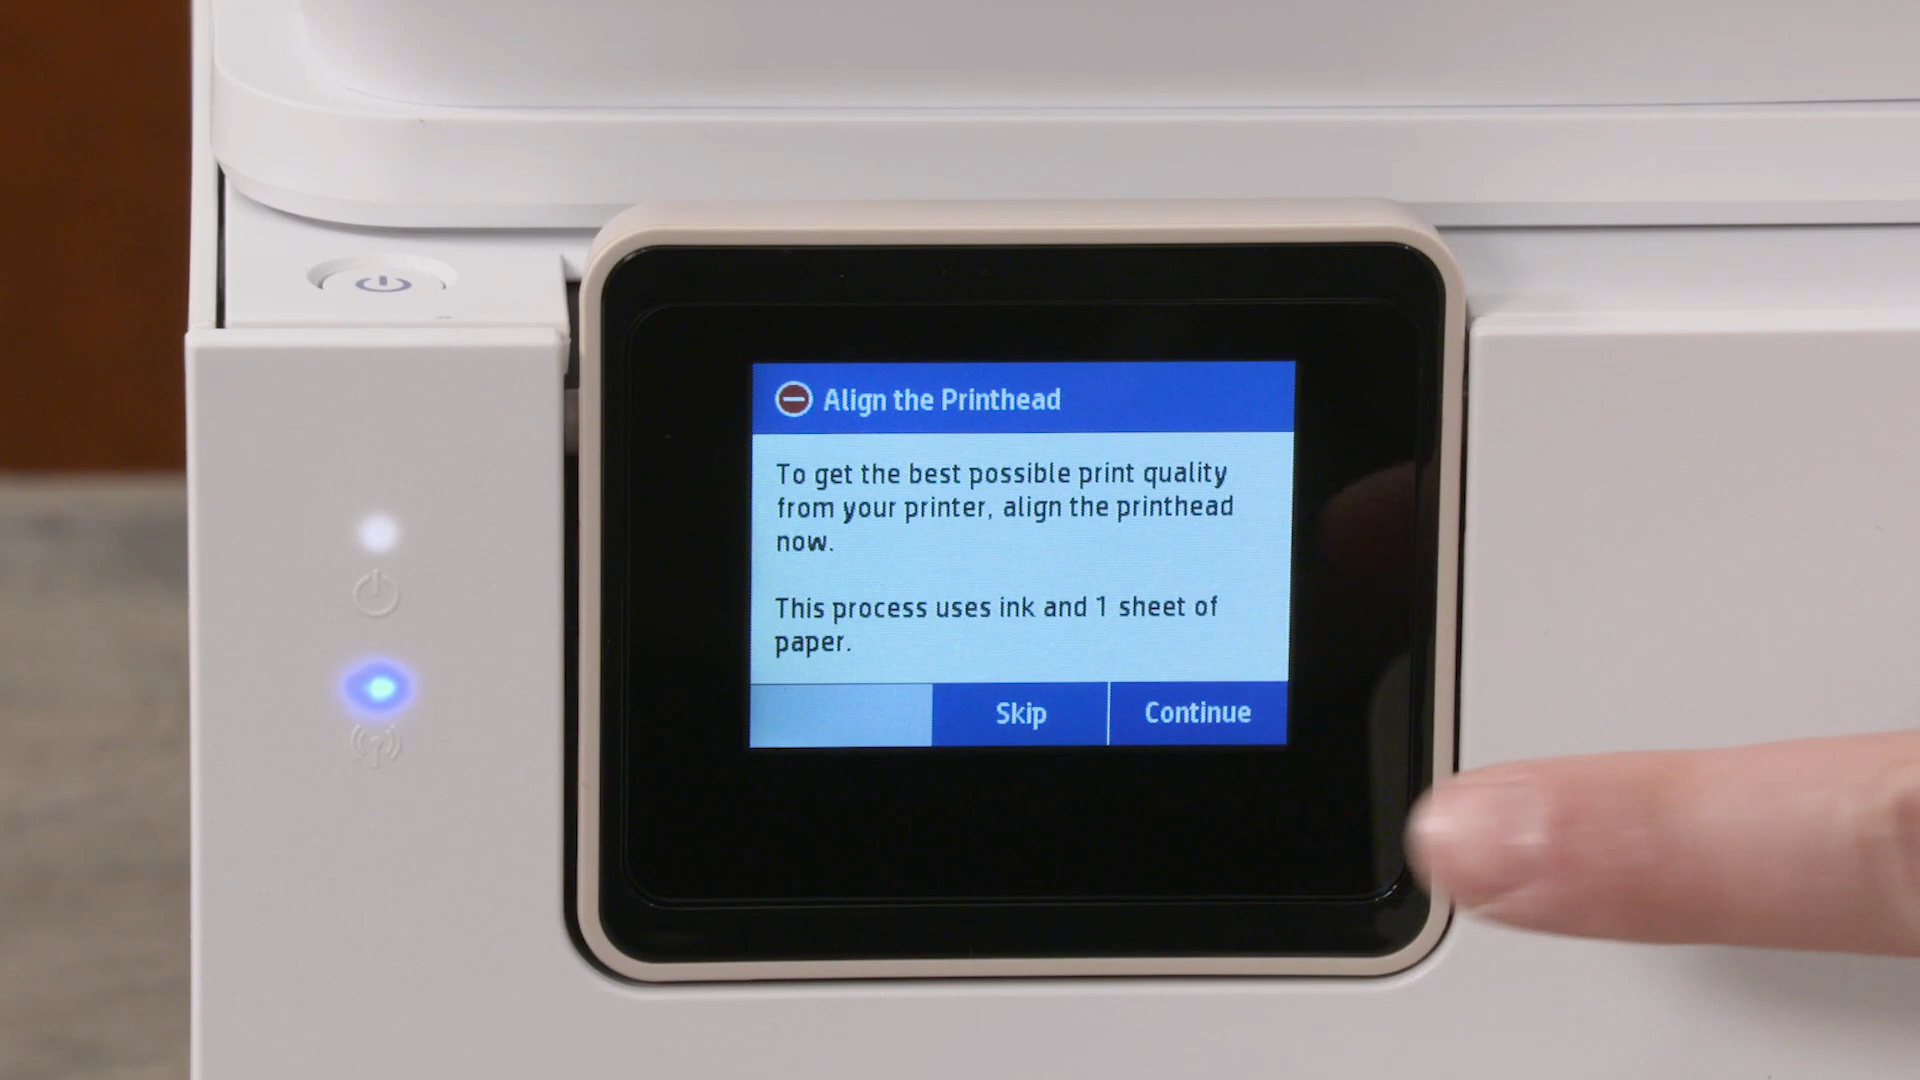 Align the Printhead
To get the best possible print quality
from your printer, align the printhead
now.
This process uses ink and 1 sheet of
paper.
Skip
Continue